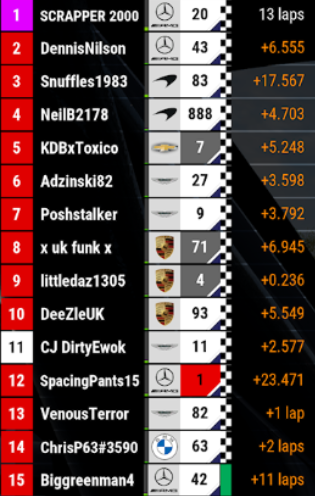 1 SCRAPPER 2000 20 13 laps
2 DennisNilson 43 +6.555
3 Snuffles1983 83 +17.567
4 NeilB2178 888 +4.703
5 KDBxToxico 7 +5.248
6 Adzinski82 27 +3.598
7 Poshstalker 9 +3.792
8 x uk funk x 71 +6.945
9 littledaz1305 4 +0.236
10 DeeZleUK 93 +5.549
11 CJ DirtyEwok 11 +2.577
12 SpacingPants15 1 +23.471
13 VenousTerror 82 +1 lap
14 ChrisP63#3590 63 +2 laps
15 Biggreenman4 42 +11 laps